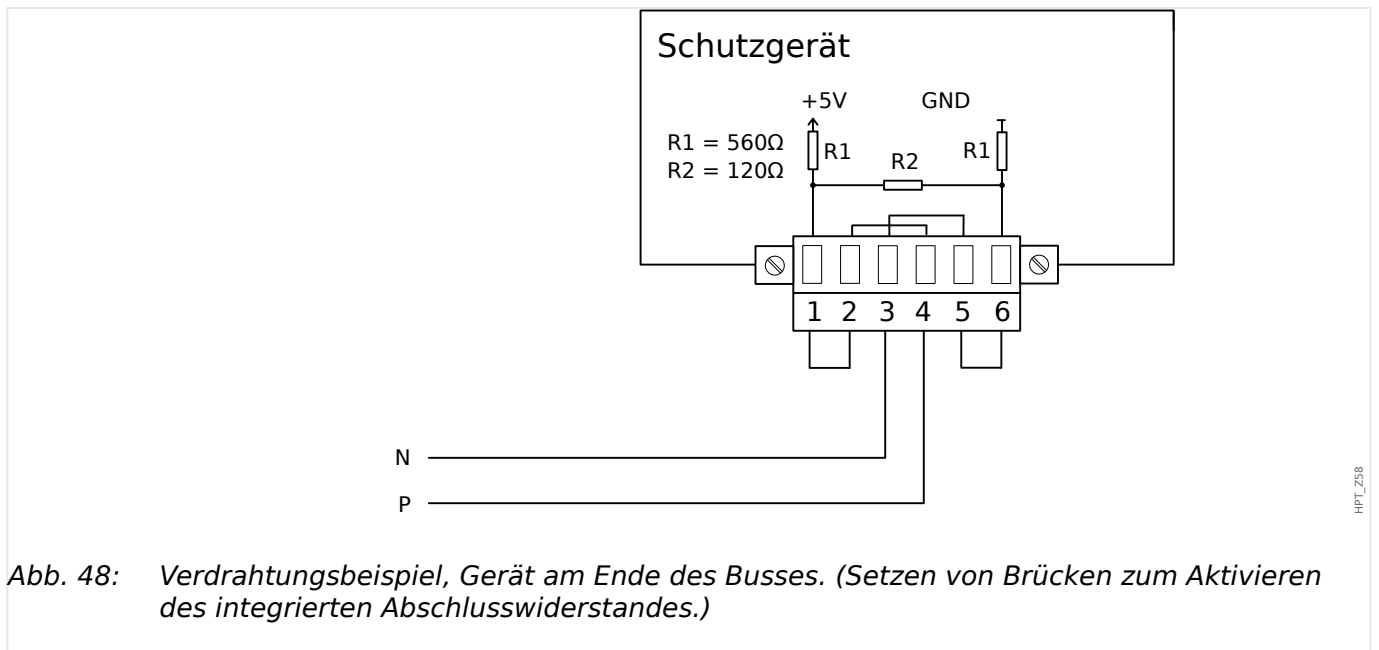 Schutzgerät
+5V GND
R1 = 560Ω
R2 = 120Ω
R1 R2 R1
1 2 3 4 5 6
N
P
HPT_Z58
Abb. 48: Verdrahtungsbeispiel, Gerät am Ende des Busses. (Setzen von Brücken zum Aktivieren
des integrierten Abschlusswiderstandes.)